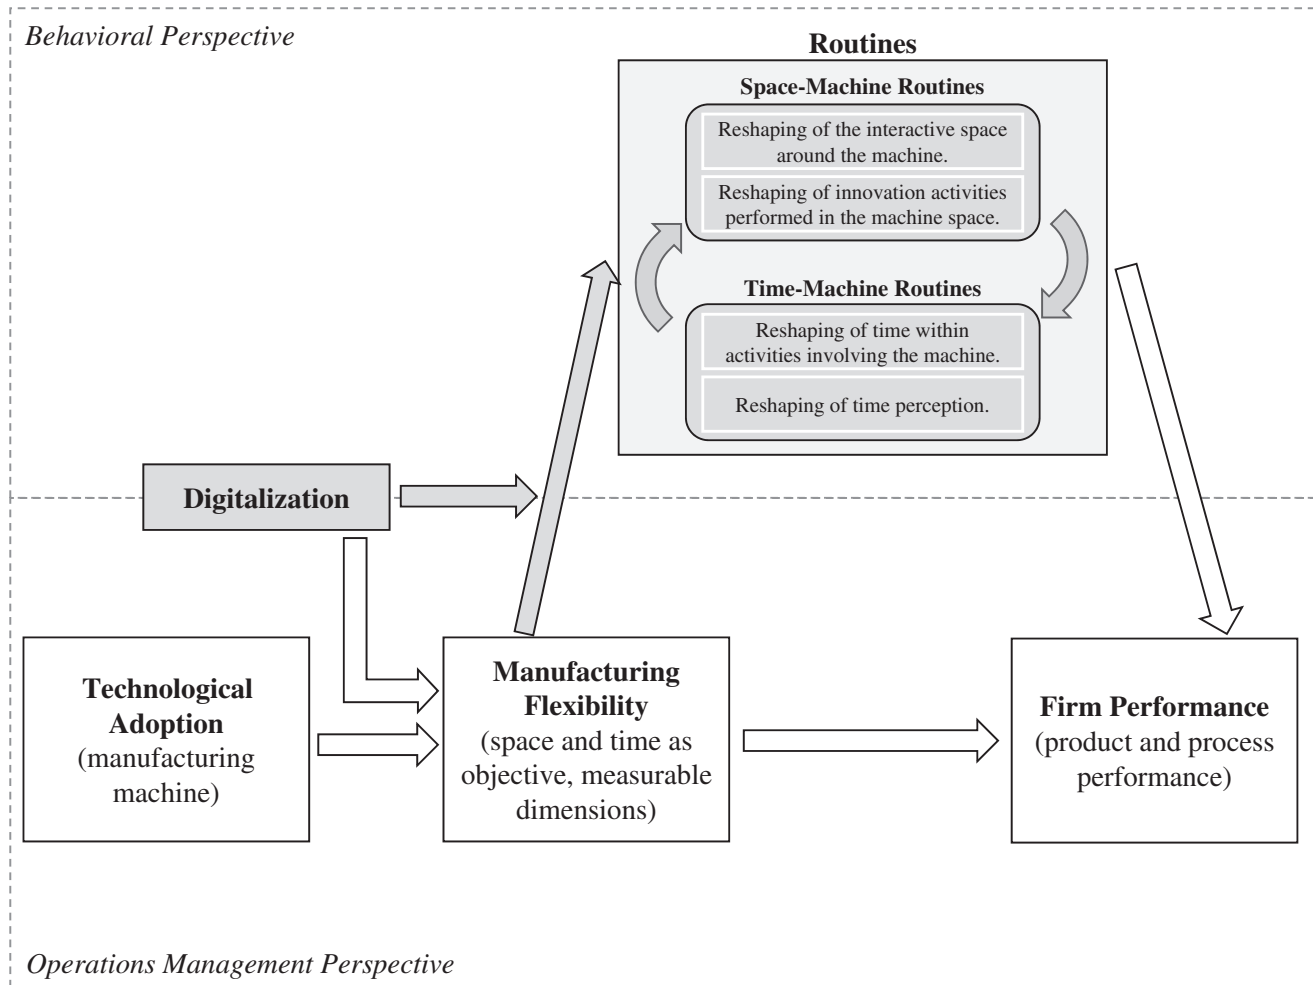 Behavioral Perspective
Routines
Space-Machine Routines
Reshaping of the interactive space
around the machine.
Reshaping of innovation activities
performed in the machine space.
Time-Machine Routines
Reshaping of time within
activities involving the machine.
Reshaping of time perception.
Digitalization
Technological
Adoption
(manufacturing
machine)
Manufacturing
Flexibility
(space and time as
objective, measurable
dimensions)
Firm Performance
(product and process
performance)
Operations Management Perspective